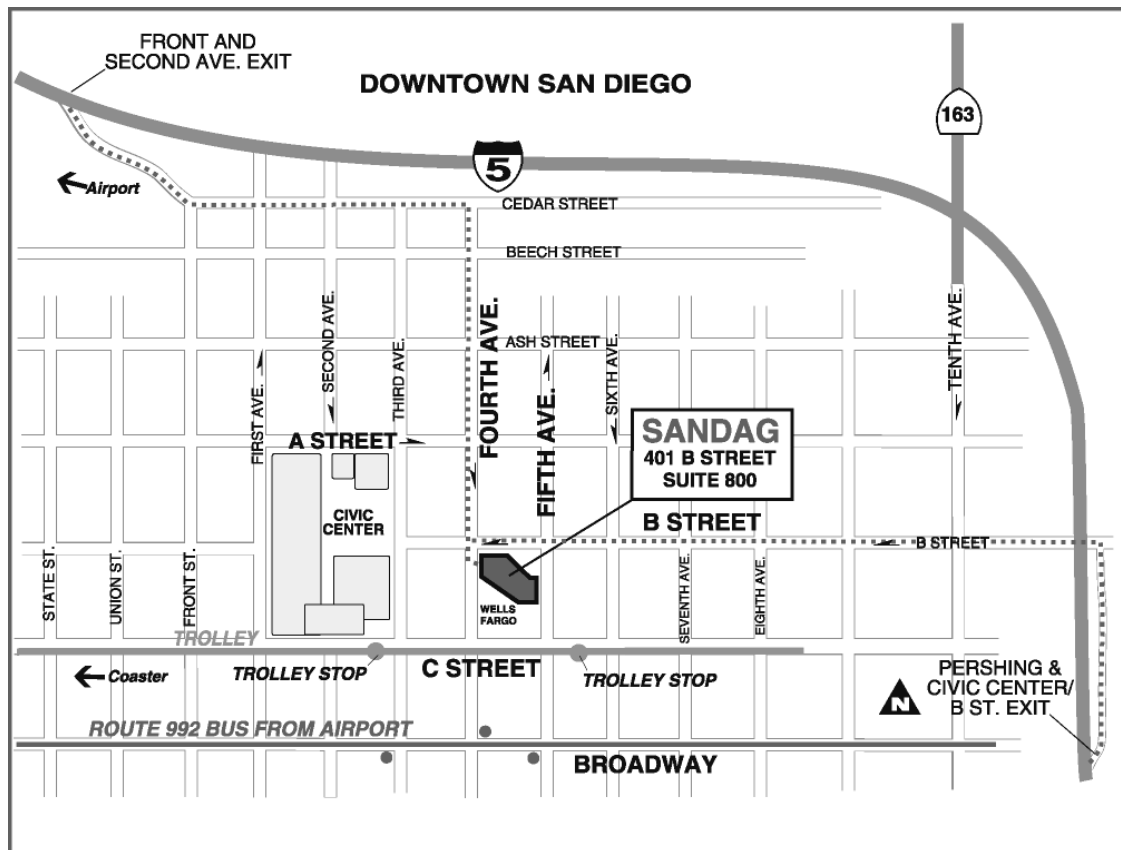 FRONT AND
SECOND AVE. EXIT
DOWNTOWN SAN DIEGO
163
5
Airport
CEDAR STREET
BEECH STREET
ASH STREET
FIRST AVE.
SECOND AVE.
THIRD AVE.
FOURTH AVE.
FIFTH AVE.
SIXTH AVE.
TENTH AVE.
A STREET
SANDAG
401 B STREET
SUITE 800
CIVIC
CENTER
B STREET
B STREET
STATE ST.
UNION ST.
FRONT ST.
WELLS
FARGO
SEVENTH AVE.
EIGHTH AVE.
TROLLEY
TROLLEY STOP
C STREET
TROLLEY STOP
Coaster
PERSHING &
CIVIC CENTER/
B ST. EXIT
N
ROUTE 992 BUS FROM AIRPORT
BROADWAY